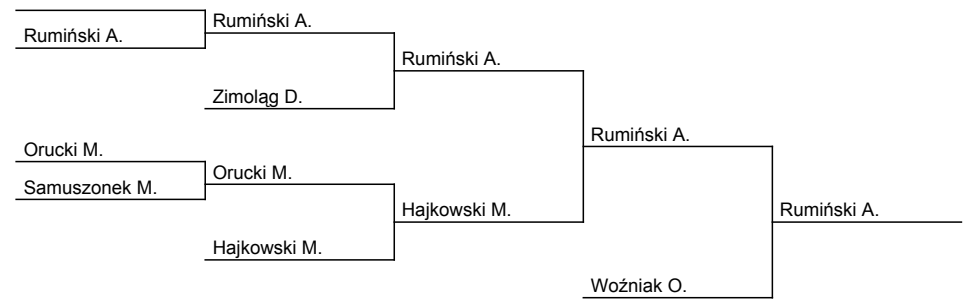 Rumiński A.
Rumiński A.
Rumiński A.
Zimoląg D.
Rumiński A.
Orucki M.
Orucki M.
Samuszonek M.
Hajkowski M.
Rumiński A.
Hajkowski M.
Woźniak O.